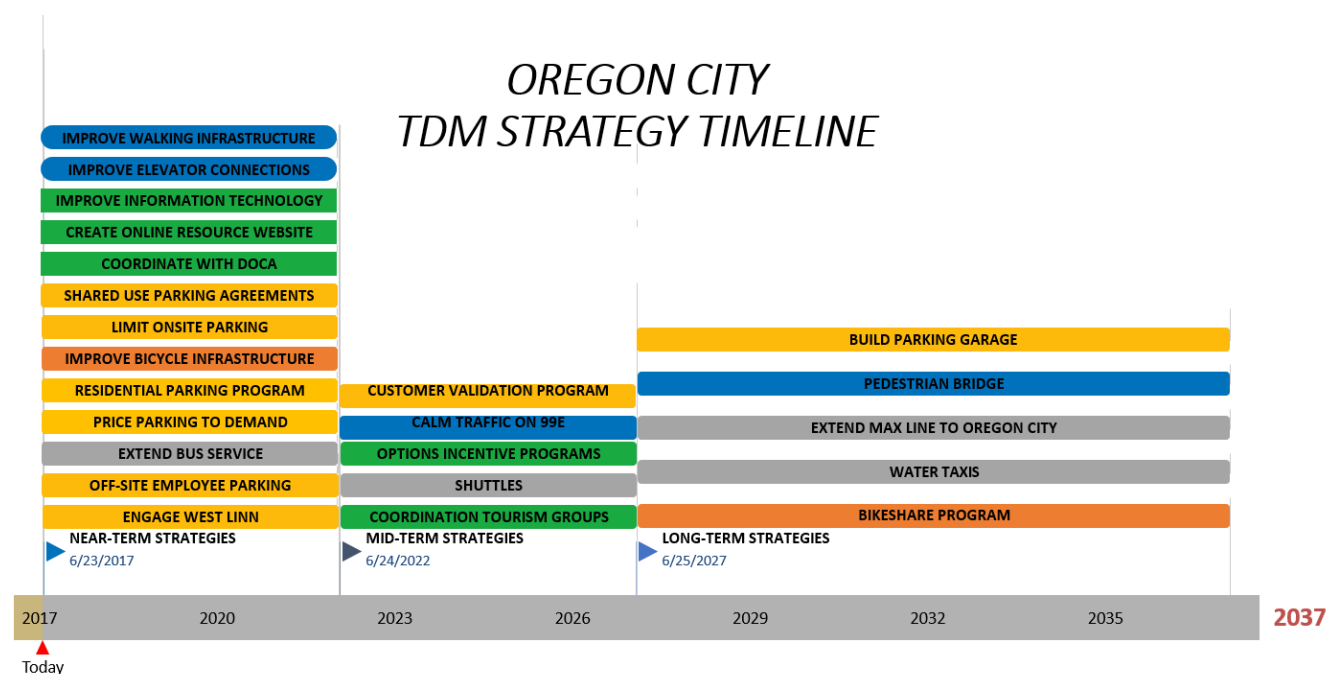 OREGON CITY
TDM STRATEGY TIMELINE
IMPROVE WALKING INFRASTRUCTURE
IMPROVE ELEVATOR CONNECTIONS
IMPROVE INFORMATION TECHNOLOGY
CREATE ONLINE RESOURCE WEBSITE
COORDINATE WITH DOCA
SHARED USE PARKING AGREEMENTS
LIMIT ONSITE PARKING
IMPROVE BICYCLE INFRASTRUCTURE
RESIDENTIAL PARKING PROGRAM
PRICE PARKING TO DEMAND
EXTEND BUS SERVICE
OFF-SITE EMPLOYEE PARKING
ENGAGE WEST LINN
NEAR-TERM STRATEGIES
6/23/2017
CUSTOMER VALIDATION PROGRAM
CALM TRAFFIC ON 99E
OPTIONS INCENTIVE PROGRAMS
SHUTTLES
COORDINATION TOURISM GROUPS
MID-TERM STRATEGIES
6/24/2022
BUILD PARKING GARAGE
PEDESTRIAN BRIDGE
EXTEND MAX LINE TO OREGON CITY
WATER TAXIS
BIKESHARE PROGRAM
LONG-TERM STRATEGIES
6/25/2027
2017 2020 2023 2026 2029 2032 2035 2037
Today